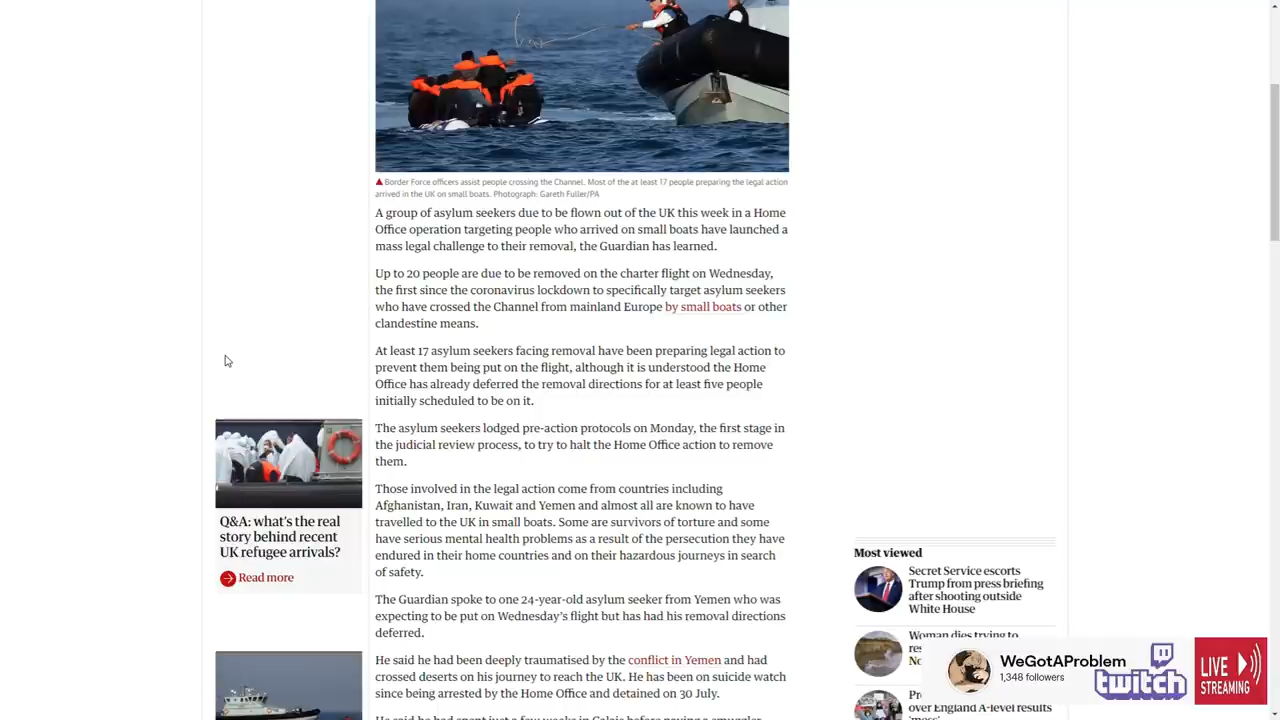 ▲ Border Force officers assist people crossing the Channel. Most of the at least 17 people preparing the legal action
arrived in the UK on small boats. Photograph: Gareth Fuller/PA
A group of asylum seekers due to be flown out of the UK this week in a Home
Office operation targeting people who arrived on small boats have launched a
mass legal challenge to their removal, the Guardian has learned.
Up to 20 people are due to be removed on the charter flight on Wednesday,
the first since the coronavirus lockdown to specifically target asylum seekers
who have crossed the Channel from mainland Europe by small boats or other
clandestine means.
At least 17 asylum seekers facing removal have been preparing legal action to
prevent them being put on the flight, although it is understood the Home
Office has already deferred the removal directions for at least five people
initially scheduled to be on it.
The asylum seekers lodged pre-action protocols on Monday, the first stage in
the judicial review process, to try to halt the Home Office action to remove
them.
Those involved in the legal action come from countries including
Afghanistan, Iran, Kuwait and Yemen and almost all are known to have
travelled to the UK in small boats. Some are survivors of torture and some
have serious mental health problems as a result of the persecution they have
endured in their home countries and on their hazardous journeys in search
of safety.
The Guardian spoke to one 24-year-old asylum seeker from Yemen who was
expecting to be put on Wednesday's flight but has had his removal directions
deferred.
He said he had been deeply traumatised by the conflict in Yemen and had
crossed deserts on his journey to reach the UK. He has been on suicide watch
since being arrested by the Home Office and detained on 30 July.
He said he had spent just a few weeks in Calais before paying a smuggler
Q&A: what's the real
story behind recent
UK refugee arrivals?
Read more
Most viewed
Secret Service escorts
Trump from press briefing
after shooting outside
White House
Woman dies trying to
over England A-level results
'mess'
WeGotAProblem
1,348 followers
twitch
LIVE
STREAMING